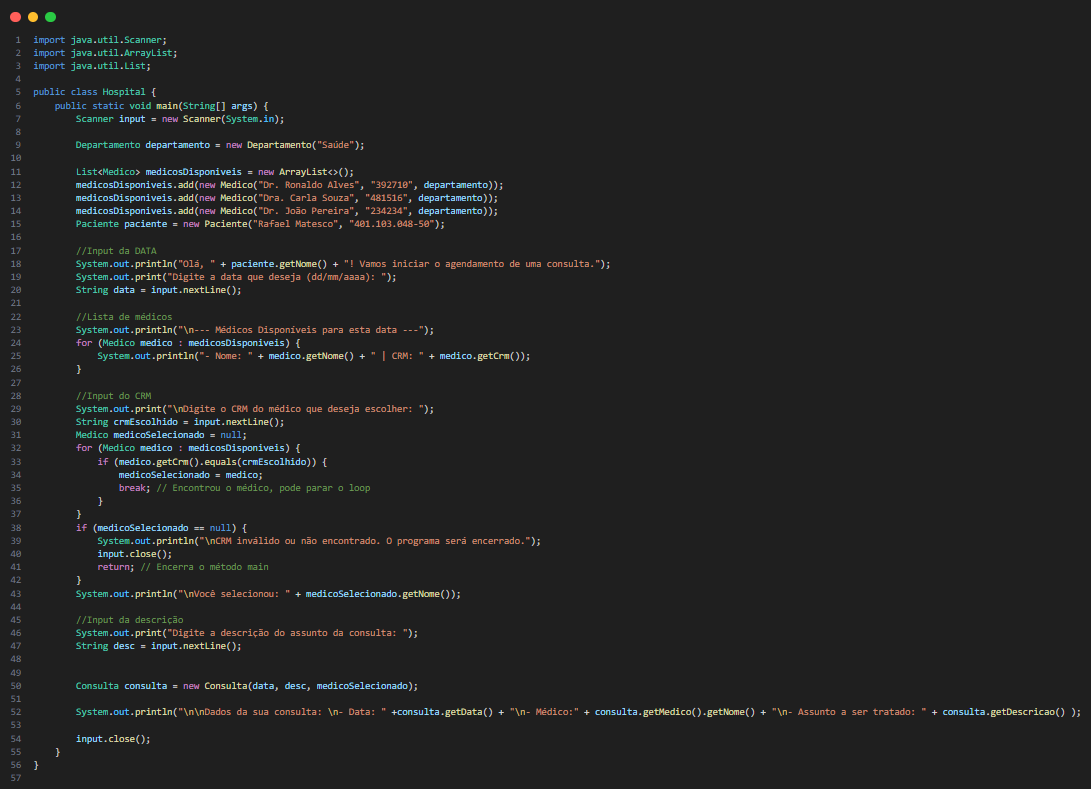 1 import java.util.Scanner;
2 import java.util.ArrayList;
3 import java.util.List;
4
5 public class Hospital {
6     public static void main(String[] args) {
7         Scanner input = new Scanner(System.in);
8
9         Departamento departamento = new Departamento("Saúde");
10
11         List<Medico> medicosDisponiveis = new ArrayList<>();
12         medicosDisponiveis.add(new Medico("Dr. Ronaldo Alves", "392710", departamento));
13         medicosDisponiveis.add(new Medico("Dra. Carla Souza", "481516", departamento));
14         medicosDisponiveis.add(new Medico("Dr. João Pereira", "234234", departamento));
15         Paciente paciente = new Paciente("Rafael Matesco", "401.103.048-50");
16
17         //Input da DATA
18         System.out.println("Olá, " + paciente.getNome() + "! Vamos iniciar o agendamento de uma consulta.");
19         System.out.print("Digite a data que deseja (dd/mm/aaaa): ");
20         String data = input.nextLine();
21
22         //Lista de médicos
23         System.out.println("\n--- Médicos Disponíveis para esta data ---");
24         for (Medico medico : medicosDisponiveis) {
25             System.out.println("- Nome: " + medico.getNome() + " | CRM: " + medico.getCrm());
26         }
27
28         //Input do CRM
29         System.out.print("\nDigite o CRM do médico que deseja escolher: ");
30         String crmEscolhido = input.nextLine();
31         Medico medicoSelecionado = null;
32         for (Medico medico : medicosDisponiveis) {
33             if (medico.getCrm().equals(crmEscolhido)) {
34                 medicoSelecionado = medico;
35                 break; // Encontrou o médico, pode parar o loop
36             }
37         }
38         if (medicoSelecionado == null) {
39             System.out.println("\nCRM inválido ou não encontrado. O programa será encerrado.");
40             input.close();
41             return; // Encerra o método main
42         }
43         System.out.println("\nVocê selecionou: " + medicoSelecionado.getNome());
44
45         //Input da descrição
46         System.out.print("Digite a descrição do assunto da consulta: ");
47         String desc = input.nextLine();
48
49
50         Consulta consulta = new Consulta(data, desc, medicoSelecionado);
51
52         System.out.println("\n\nDados da sua consulta: \n- Data: " +consulta.getData() + "\n- Médico:" + consulta.getMedico().getNome() + "\n- Assunto a ser tratado: " + consulta.getDescricao() );
53
54         input.close();
55     }
56 }
57